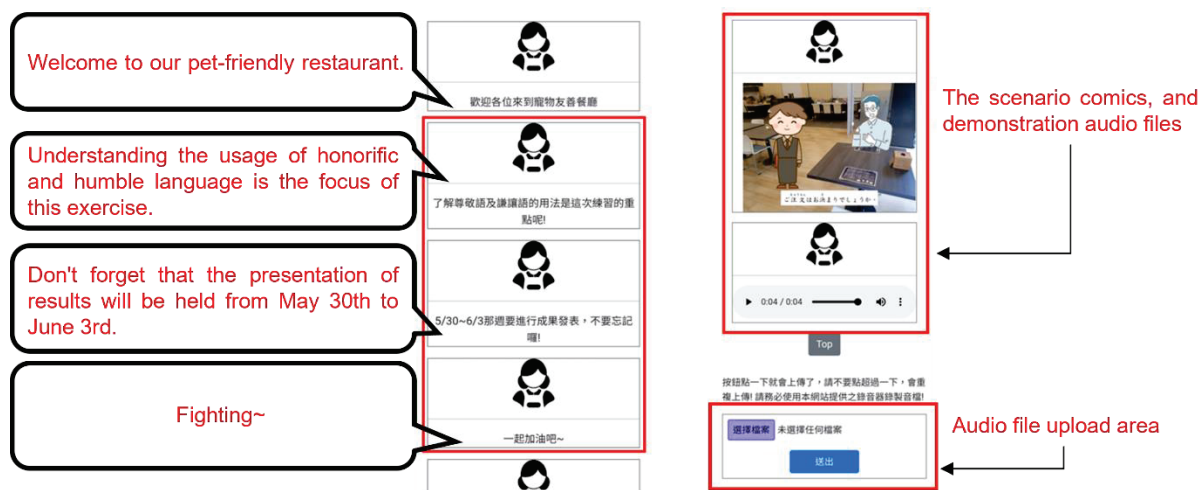 Welcome to our pet-friendly restaurant.
歡迎各位來到寵物友善餐廳
Understanding the usage of honorific
and humble language is the focus of
this exercise.
了解尊敬語及謙讓語的用法是這次練習的重
點呢!
Don't forget that the presentation of
results will be held from May 30th to
June 3rd.
5/30~6/3那週要進行成果發表，不要忘記
囉!
Fighting~
一起加油吧~
The scenario comics, and
demonstration audio files
ご注文はお決まりでしょうか。
0:04 / 0:04
Top
按鈕點一下就會上傳了，請不要點超過一下，會重
複上傳! 請務必使用本網站提供之錄音器錄製音檔!
選擇檔案 未選擇任何檔案
送出
Audio file upload area